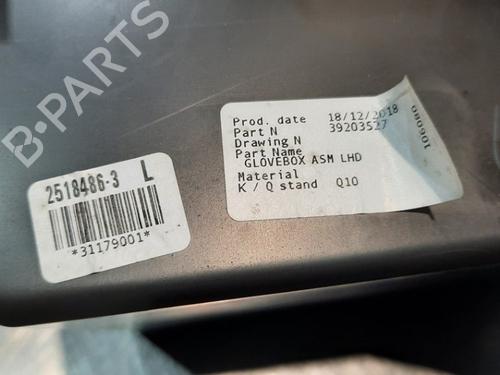 B-PARTS
2518486-3 L
*31179001*
Prod. date 18/12/2018
Part N 39203527
Drawing N
Part Name
GLOVEBOX ASM LHD
Material
K / Q stand Q10
106080